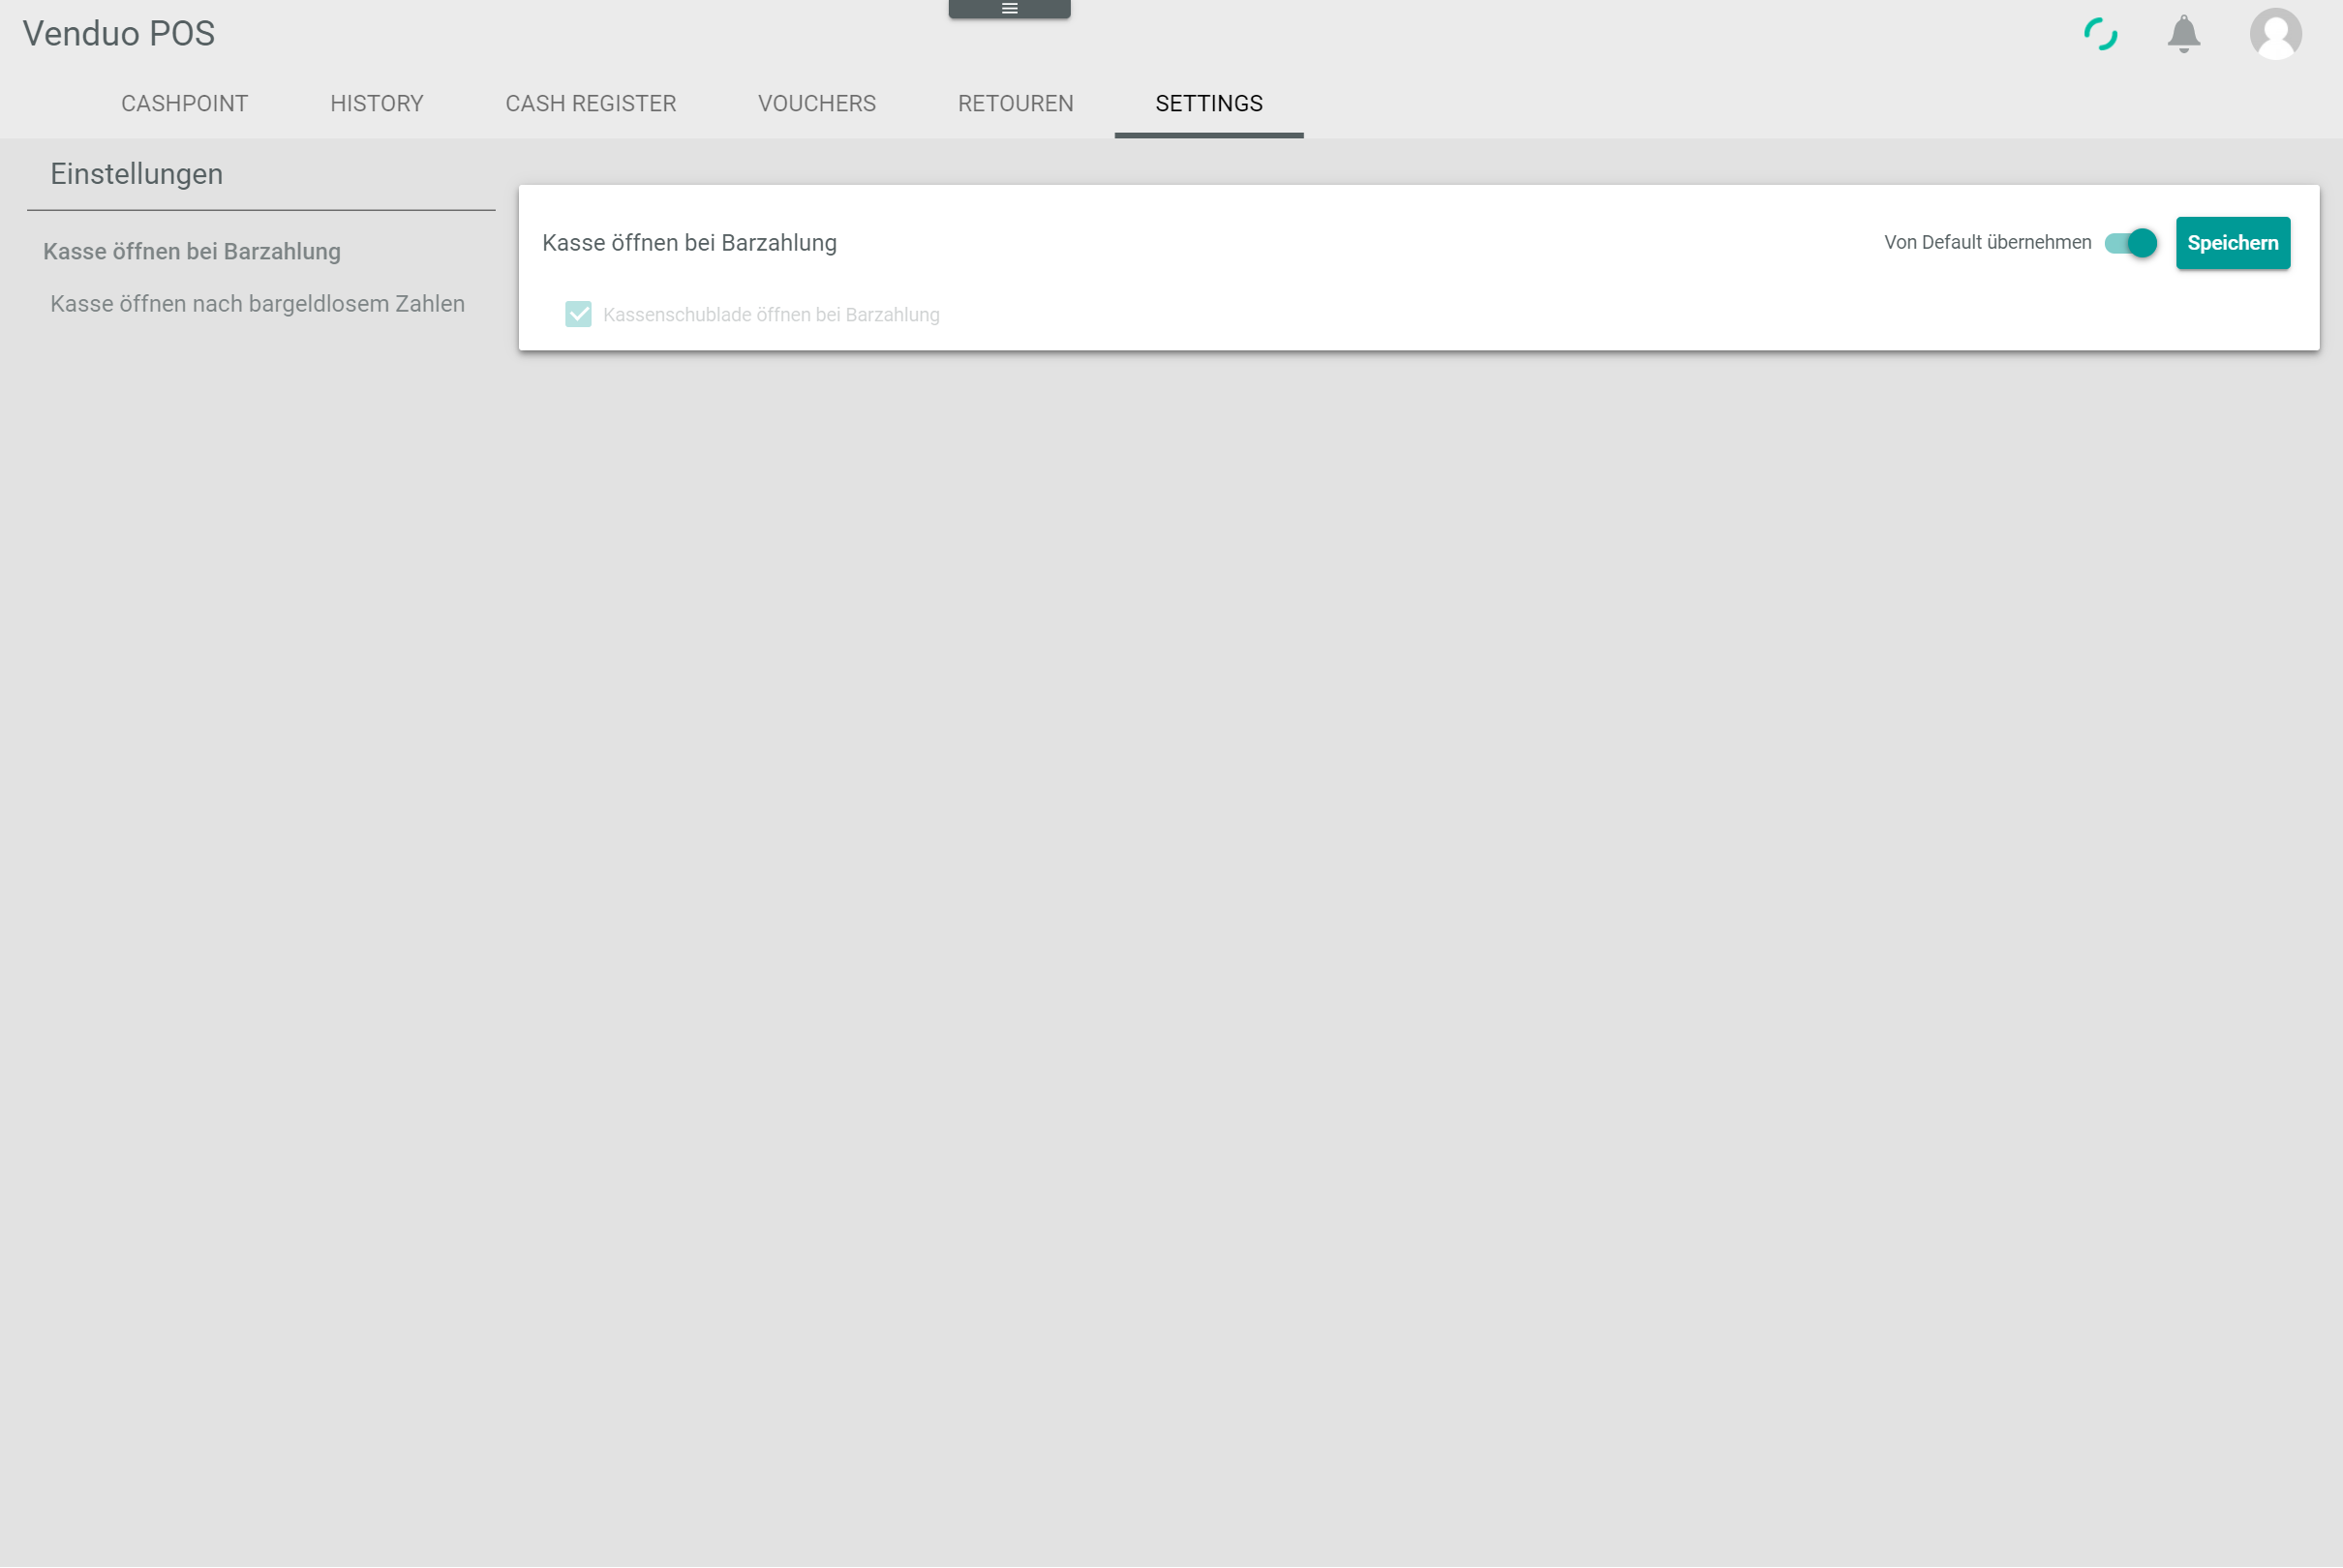 Venduo POS
CASHPOINT HISTORY CASH REGISTER VOUCHERS RETOUREN SETTINGS
Einstellungen
Kasse öffnen bei Barzahlung
Kasse öffnen nach bargeldlosem Zahlen
Kasse öffnen bei Barzahlung Von Default übernehmen Speichern
Kassenschublade öffnen bei Barzahlung